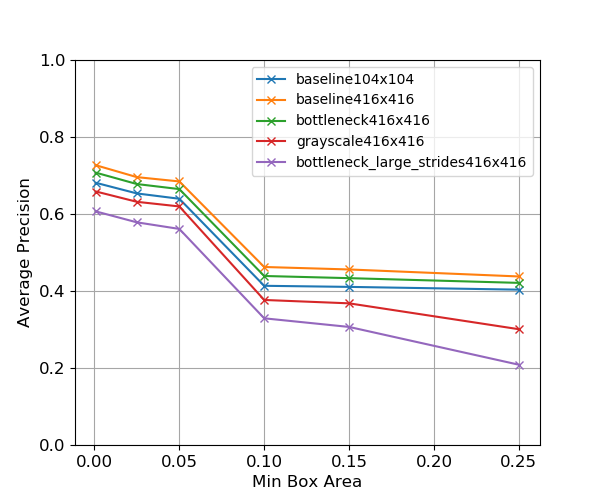 1.0
0.8
0.6
0.4
0.2
0.0
Average Precision
baseline104x104
baseline416x416
bottleneck416x416
grayscale416x416
bottleneck_large_strides416x416
0.00 0.05 0.10 0.15 0.20 0.25
Min Box Area